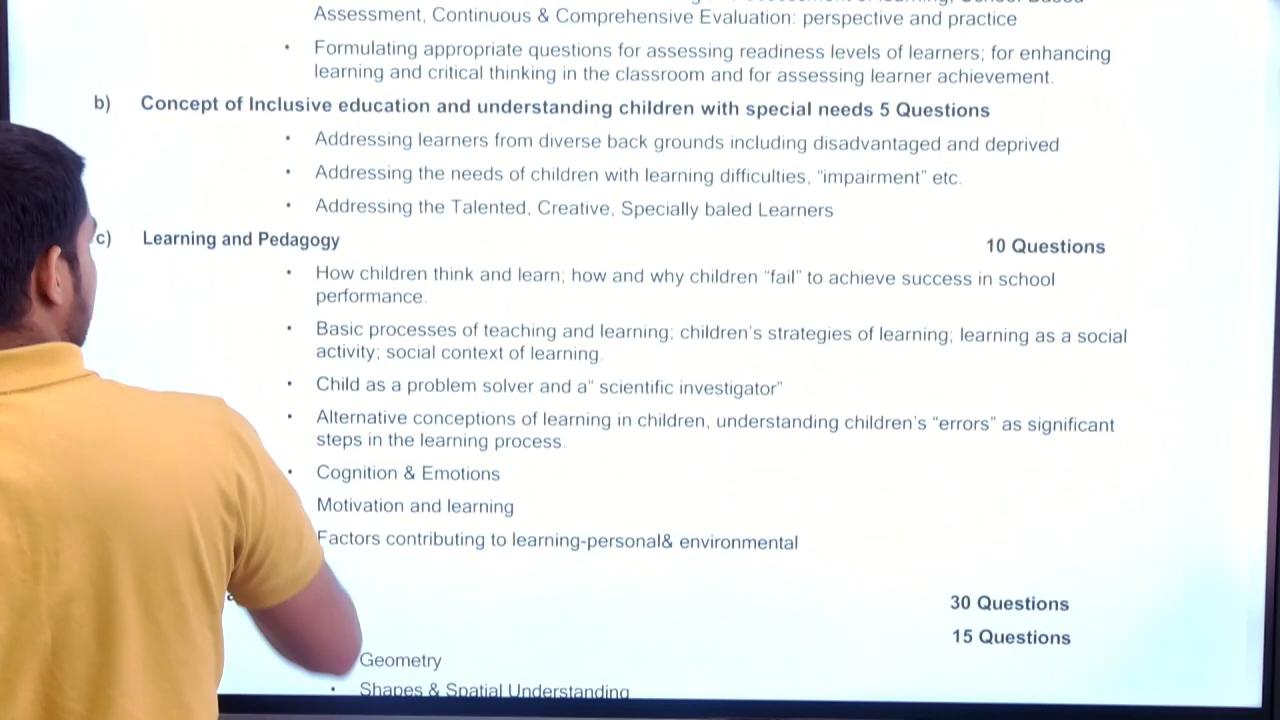 Assessment, Continuous & Comprehensive Evaluation: perspective and practice
• Formulating appropriate questions for assessing readiness levels of learners; for enhancing
learning and critical thinking in the classroom and for assessing learner achievement.
b) Concept of Inclusive education and understanding children with special needs 5 Questions
• Addressing learners from diverse back grounds including disadvantaged and deprived
• Addressing the needs of children with learning difficulties, “impairment” etc.
• Addressing the Talented, Creative, Specially baled Learners
c) Learning and Pedagogy 10 Questions
• How children think and learn; how and why children “fail” to achieve success in school
performance.
• Basic processes of teaching and learning; children’s strategies of learning; learning as a social
activity; social context of learning.
• Child as a problem solver and a“ scientific investigator”
• Alternative conceptions of learning in children, understanding children’s “errors” as significant
steps in the learning process.
• Cognition & Emotions
Motivation and learning
Factors contributing to learning-personal& environmental
30 Questions
15 Questions
Geometry
• Shapes & Spatial Understanding